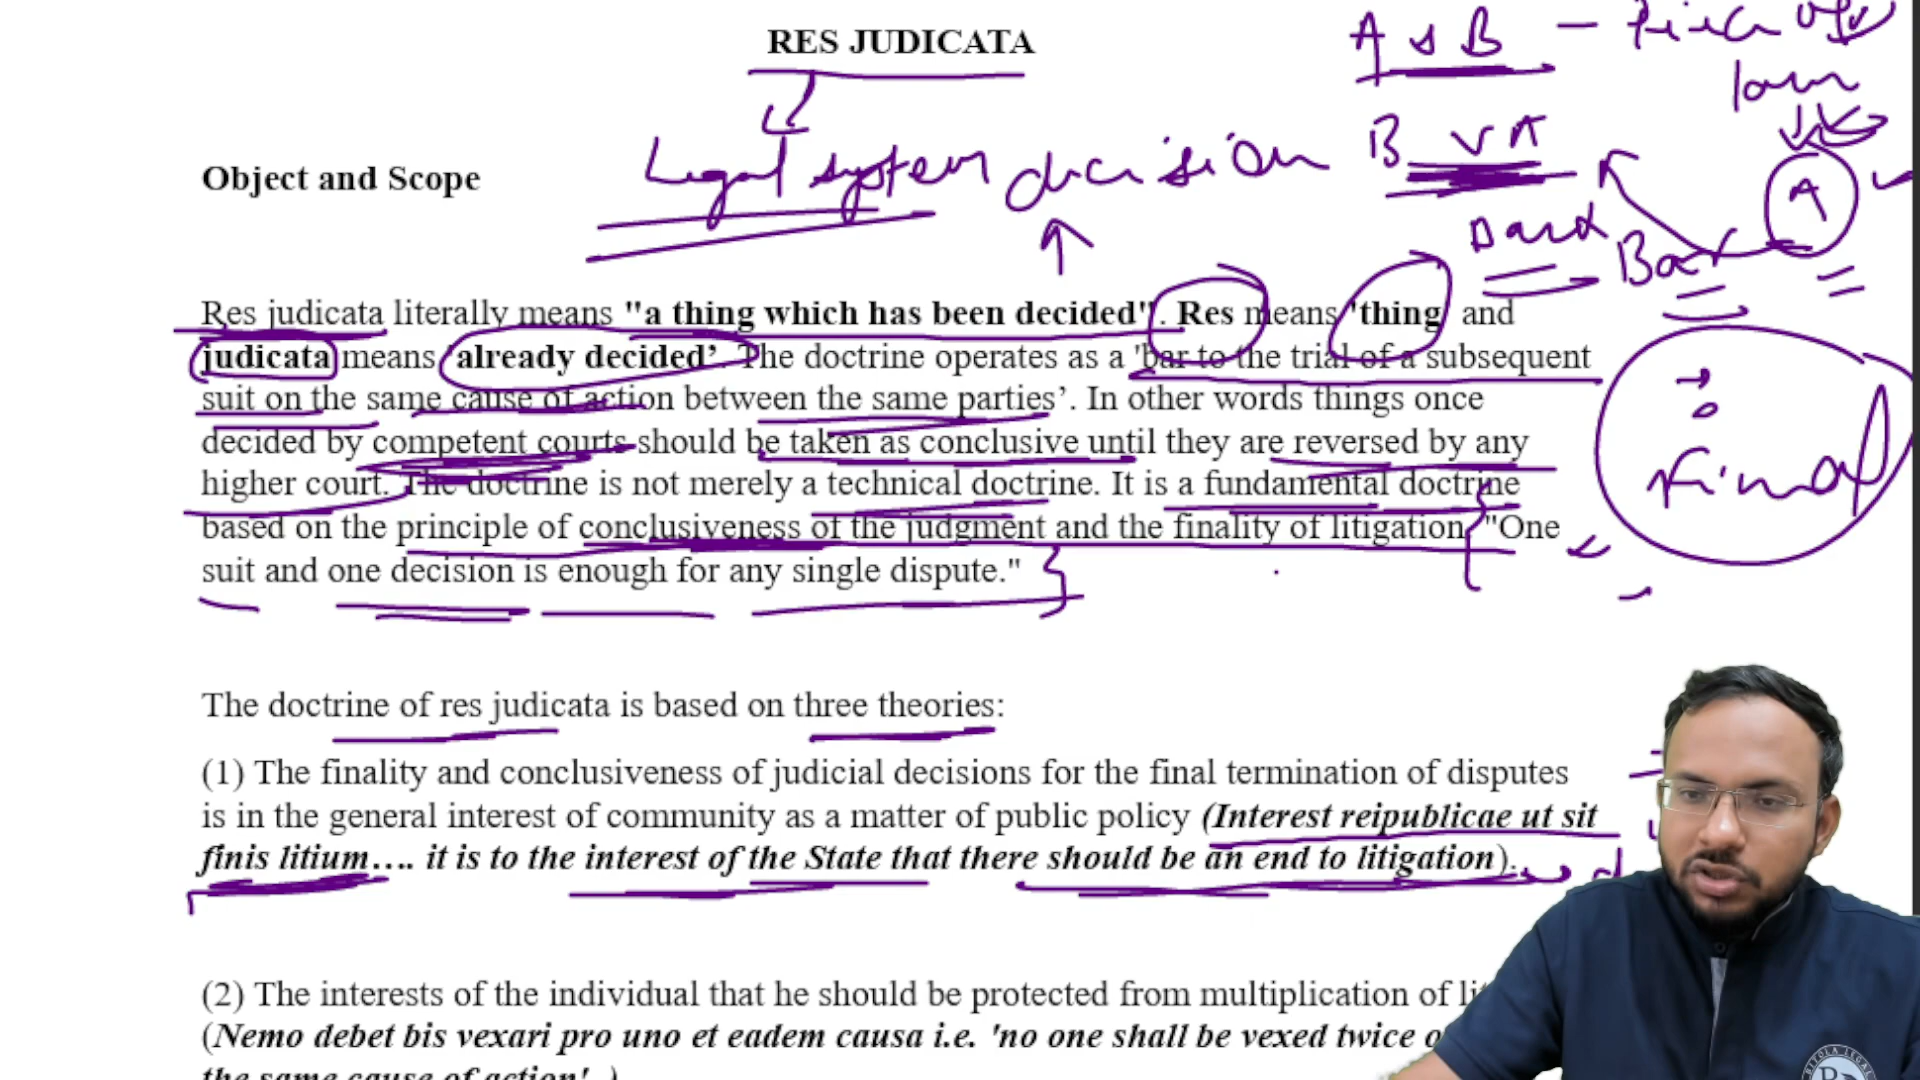 RES JUDICATA
A vs B –
loan
B V A
A
Legal system decision
Bar
Object and Scope
Res judicata literally means "a thing which has been decided". Res means 'thing and
judicata means 'already decided'. The doctrine operates as a 'bar to the trial of a subsequent
suit on the same cause of action between the same parties’. In other words things once
decided by competent courts should be taken as conclusive until they are reversed by any
higher court. The doctrine is not merely a technical doctrine. It is a fundamental doctrine
based on the principle of conclusiveness of the judgment and the finality of litigation. "One
suit and one decision is enough for any single dispute."
final
The doctrine of res judicata is based on three theories:
(1) The finality and conclusiveness of judicial decisions for the final termination of disputes
is in the general interest of community as a matter of public policy (Interest reipublicae ut sit
finis litium…. it is to the interest of the State that there should be an end to litigation).
(2) The interests of the individual that he should be protected from multiplication of
(Nemo debet bis vexari pro uno et eadem causa i.e. 'no one shall be vexed twice
the same cause of action'.)